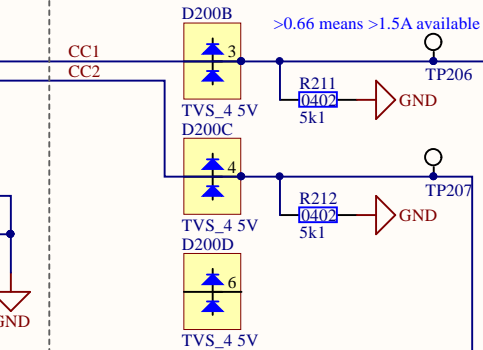 D200B
>0.66 means >1.5A available
3
CC1
CC2
TP206
R211
0402
GND
5k1
TVS_4 5V
D200C
4
TP207
R212
0402
GND
5k1
TVS_4 5V
D200D
6
GND
TVS_4 5V